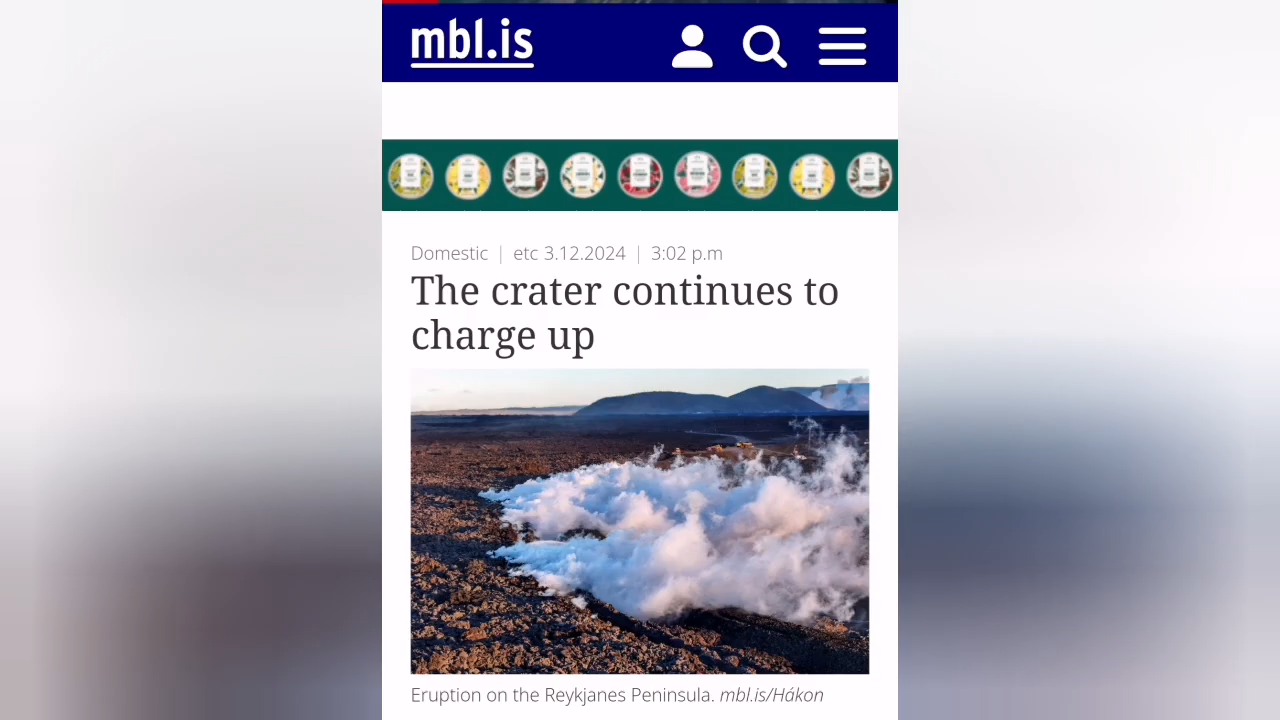 mbl.is
Domestic | etc 3.12.2024 | 3:02 p.m
The crater continues to
charge up
Eruption on the Reykjanes Peninsula. mbl.is/Hákon